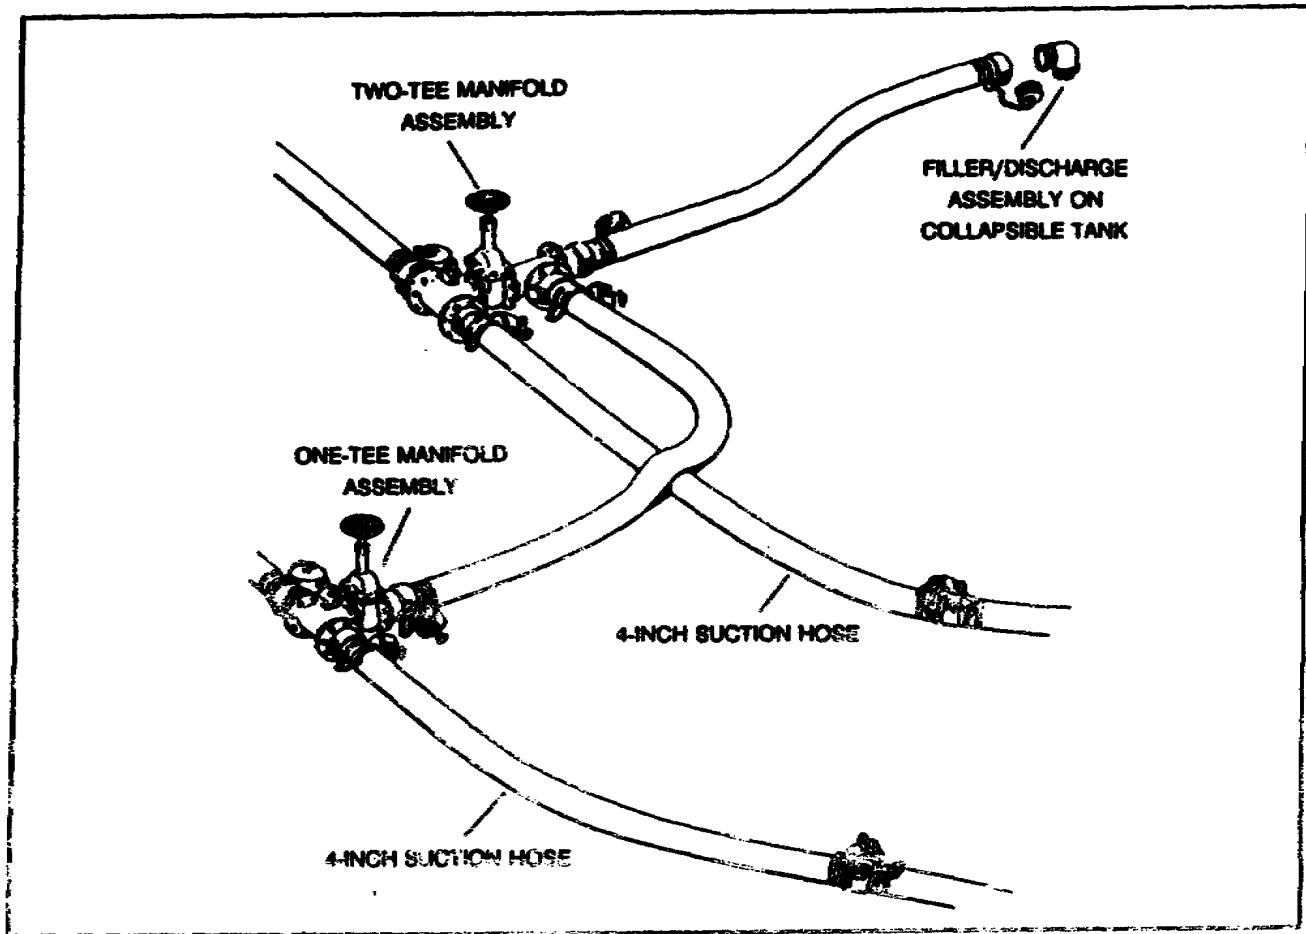 TWO-TEE MANIFOLD
ASSEMBLY
FILLER/DISCHARGE
ASSEMBLY ON
COLLAPSIBLE TANK
ONE-TEE MANIFOLD
ASSEMBLY
4-INCH SUCTION HOSE
4-INCH SUCTION HOSE